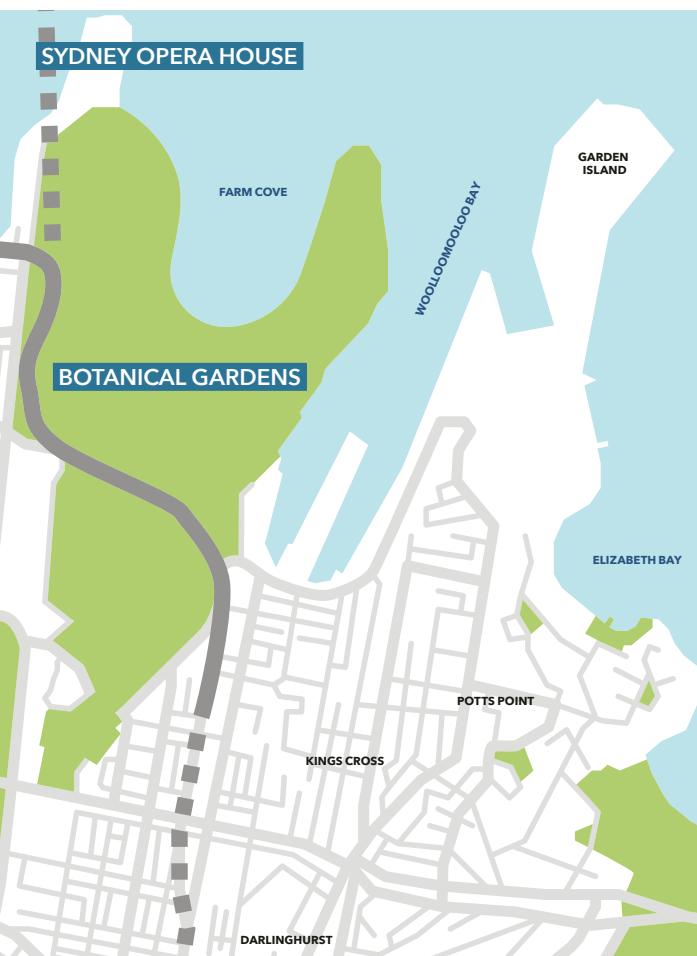 SYDNEY OPERA HOUSE
GARDEN
ISLAND
FARM COVE
WOOLLOOMOOLOO BAY
BOTANICAL GARDENS
ELIZABETH BAY
POTTS POINT
KINGS CROSS
DARLINGHURST